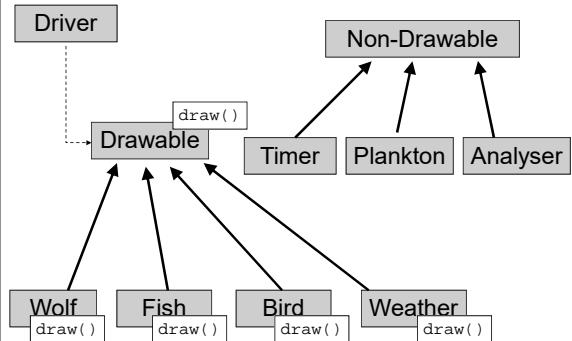 Driver
Non-Drawable
draw()
Drawable
Timer
Plankton
Analyser
Wolf
draw()
Fish
draw()
Bird
draw()
Weather
draw()